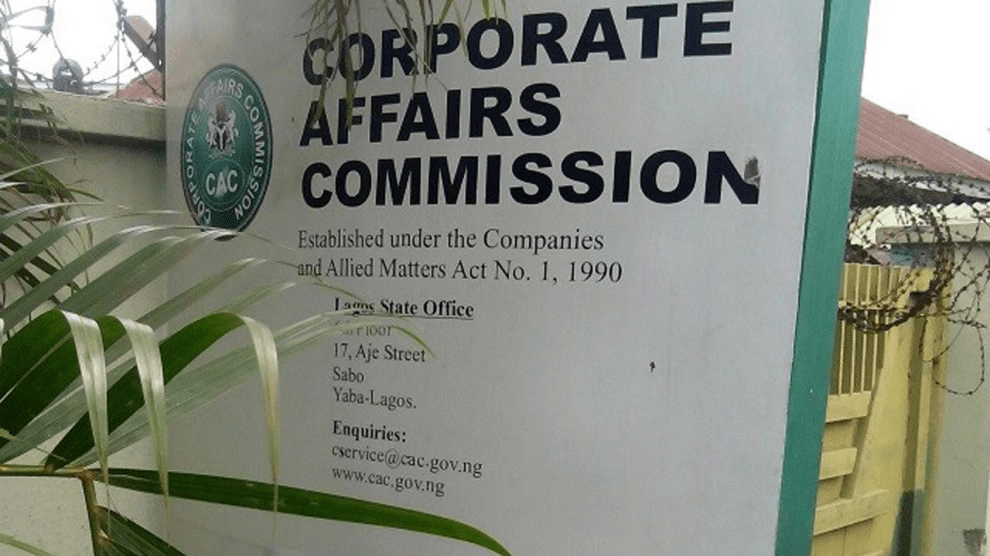 CORPORATE AFFAIRS COMMISSION
CAC
CORPORATE
AFFAIRS
COMMISSION
Established under the Companies
and Allied Matters Act No. 1, 1990
Lagos State Office
Floor
17, Aje Street
Sabo
Yaba-Lagos.
Enquiries:
cservice@cac.gov.ng
www.cac.gov.ng